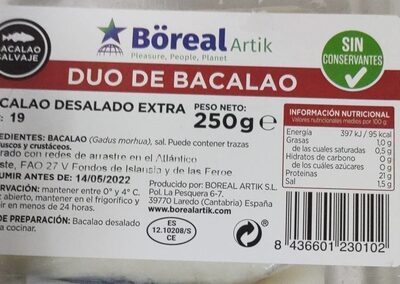 BACALAO
SALVAJE
Böreal Artik
Pleasure, People, Planet
SIN
CONSERVANTES
DUO DE BACALAO
CALAO DESALADO EXTRA
: 19
PESO NETO:
250g e
EDIENTES: BACALAO (Gadus morhua), sal. Puede contener trazas
uscos y crustáceos.
rado con redes de arrastre en el Atlántico
ste, FAO 27 V Fondos de Islandia y de las Feroe
UMIR ANTES DE: 14/05/2022
RVACIÓN: mantener entre 0° y 4° C.
abierto, mantener en el frigorífico y
ir en menos de 24 horas.
DE PREPARACIÓN: Bacalao desalado
a cocinar.
Producido por: BOREAL ARTIK S.L.
Pol. La Pesquera 6-7.
39770 Laredo (Cantabria) España
www.borealartik.com
ES
12.10208/S
CE
INFORMACIÓN NUTRICIONAL
Valores nutricionales medios por 100 g
Energía 397 kJ / 95 kcal
Grasas 1,0 g
de las cuales saturadas 0,5g
Hidratos de carbono 0 g
de los cuáles azúcares 0 g
Proteínas 21 g
Sal 1,5 g
8 436601 230102